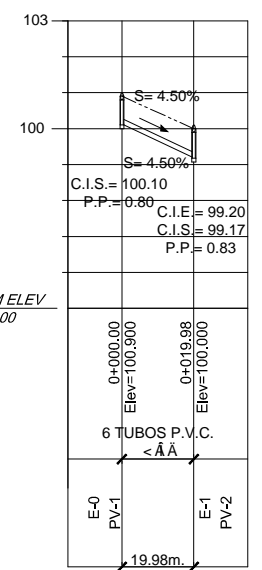 103
S= 4.50%
100
S= 4.50%
C.I.S.= 100.10
P.P.= 0.80
C.I.E.= 99.20
C.I.S.= 99.17
P.P.= 0.83
M ELEV
00
0+000.00
Elev=100.900
0+019.98
Elev=100.000
6 TUBOS P.V.C.
E-0
PV-1
E-1
PV-2
19.98m.